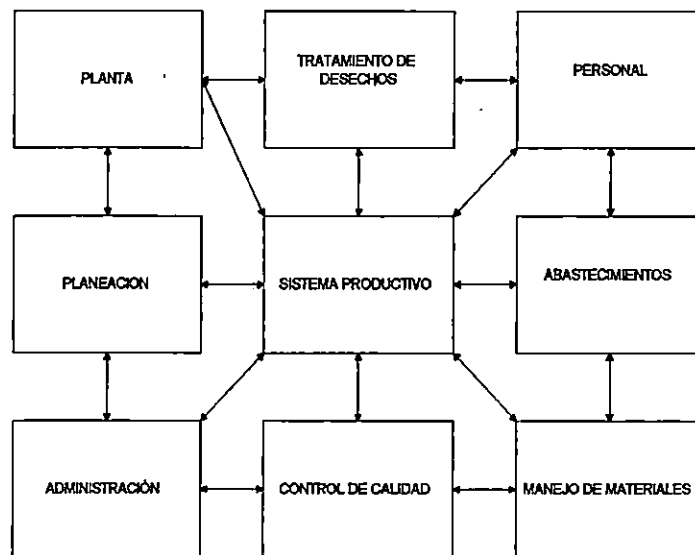 PLANTA
TRATAMIENTO DE
DESECHOS
PERSONAL
PLANEACION
SISTEMA PRODUCTIVO
ABASTECIMIENTOS
ADMINISTRACIÓN
CONTROL DE CALIDAD
MANEJO DE MATERIALES